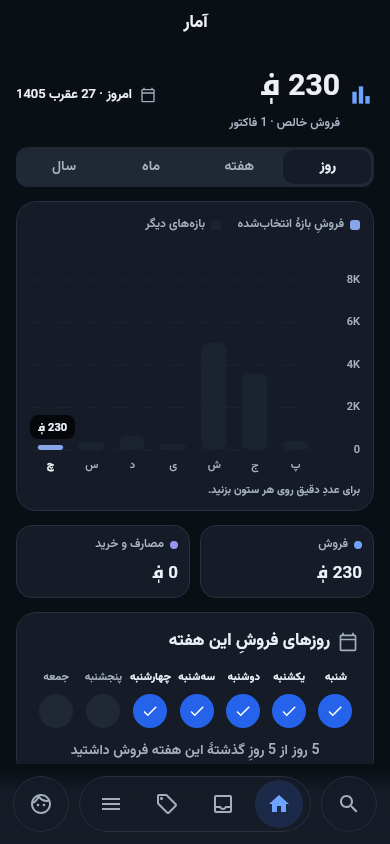 آمار
230 ؋
امروز · 27 عقرب 1405
فروش خالص · 1 فاکتور
روز هفته ماه سال
فروشِ بازهٔ انتخاب‌شده بازه‌های دیگر
8K
6K
4K
2K
0
230 ؋
پ ج ش ی د س چ
برای عددِ دقیق روی هر ستون بزنید.
فروش
230 ؋
مصارف و خرید
0 ؋
روزهای فروشِ این هفته
شنبه یکشنبه دوشنبه سه‌شنبه چهارشنبه پنجشنبه جمعه
5 روز از 5 روزِ گذشتهٔ این هفته فروش داشتید